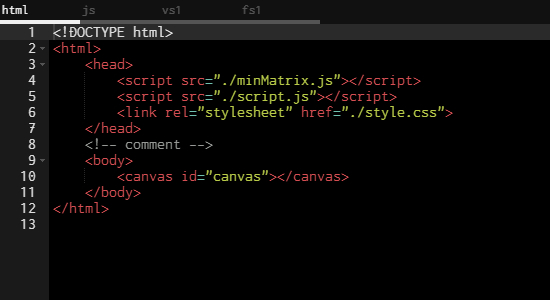 html js vs1 fs1
1 <!DOCTYPE html>
2 <html>
3 <head>
4 <script src="./minMatrix.js"></script>
5 <script src="./script.js"></script>
6 <link rel="stylesheet" href="./style.css">
7 </head>
8 <!-- comment -->
9 <body>
10 <canvas id="canvas"></canvas>
11 </body>
12 </html>
13